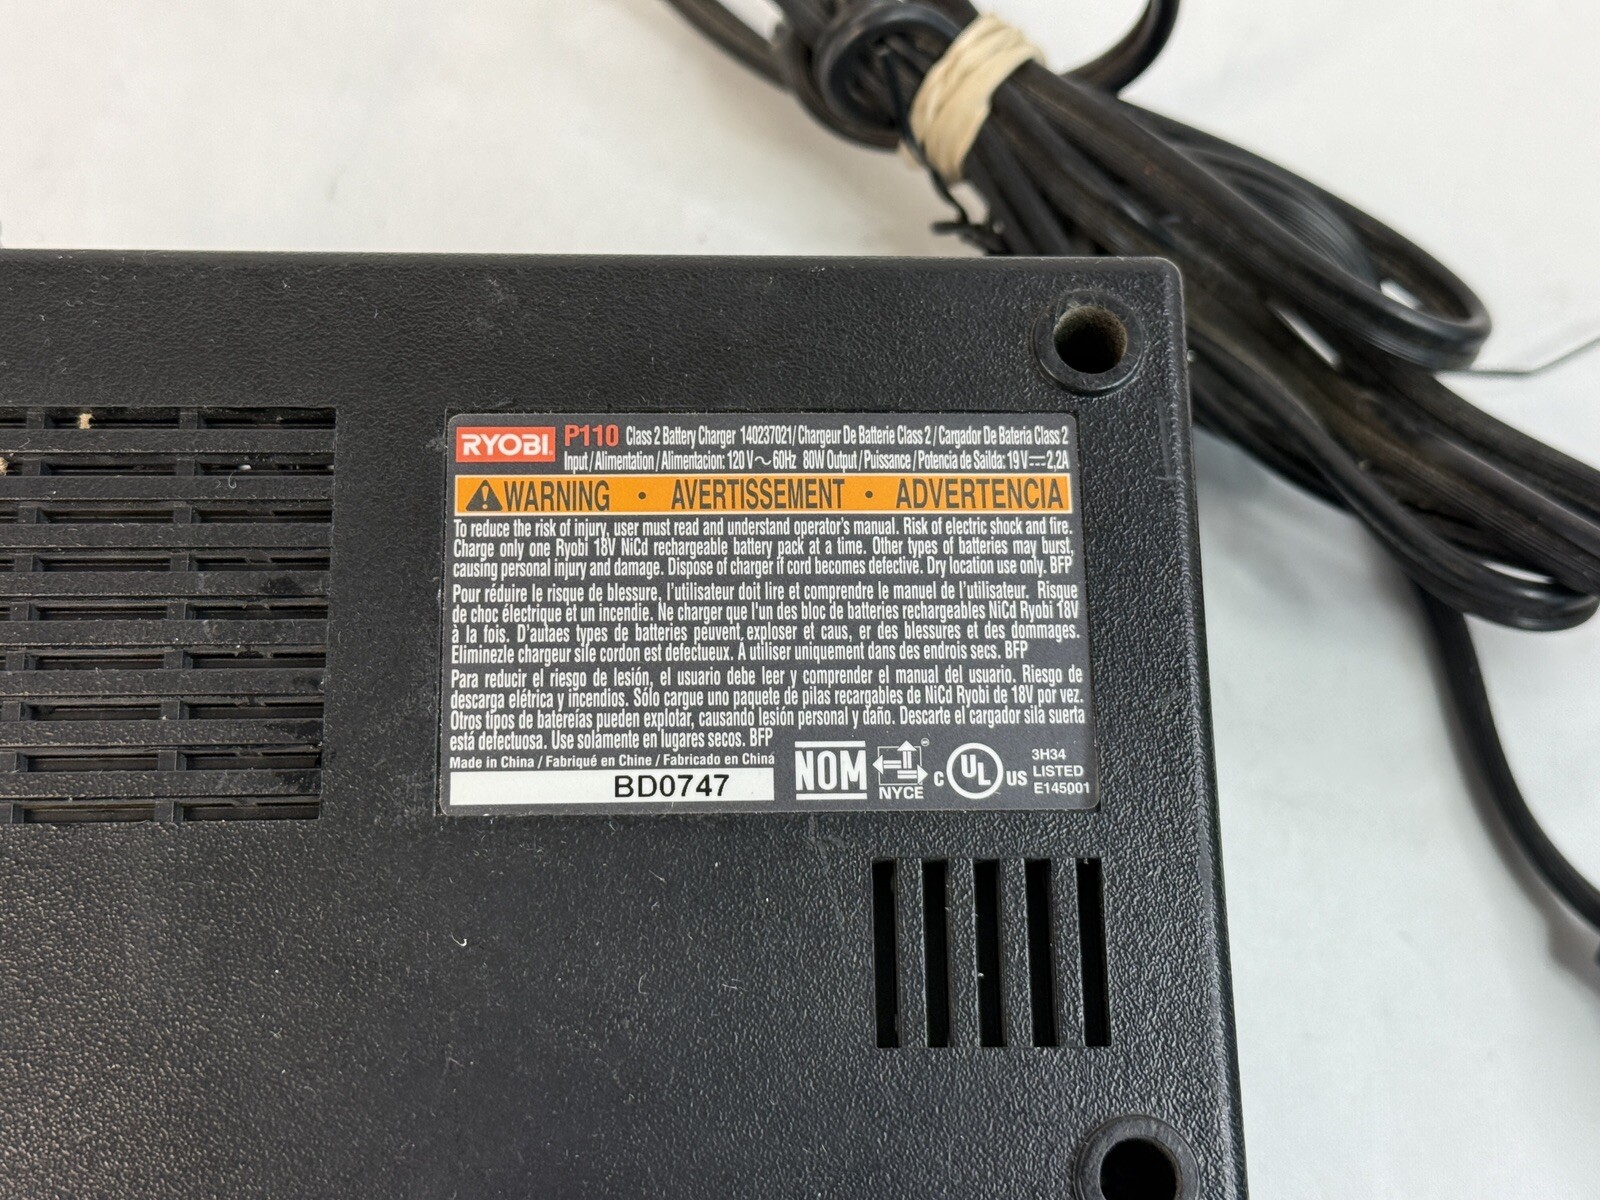 RYOBI P110 Class 2 Battery Charger 140237021/ Chargeur De Batterie Class 2 / Cargador De Bateria Class 2
Input / Alimentation / Alimentacion: 120 V ~ 60Hz 80W Output / Puissance / Potencia de Sailda: 19 V ⎓ 2,2A
WARNING • AVERTISSEMENT • ADVERTENCIA
To reduce the risk of injury, user must read and understand operator's manual. Risk of electric shock and fire.
Charge only one Ryobi 18V NiCd rechargeable battery pack at a time. Other types of batteries may burst,
causing personal injury and damage. Dispose of charger if cord becomes defective. Dry location use only. BFP
Pour réduire le risque de blessure, l'utilisateur doit lire et comprendre le manuel de l'utilisateur. Risque
de choc électrique et un incendie. Ne charger que l'un des bloc de batteries rechargeables NiCd Ryobi 18V
à la fois. D'autaes types de batteries peuvent exploser et caus, er des blessures et des dommages.
Eliminezle chargeur sile cordon est defectueux. A utiliser uniquement dans des endrois secs. BFP
Para reducir el riesgo de lesión, el usuario debe leer y comprender el manual del usuario. Riesgo de
descarga elétrica y incendios. Sólo cargue uno paquete de pilas recargables de NiCd Ryobi de 18V por vez.
Otros tipos de batereías pueden explotar, causando lesión personal y daño. Descarte el cargador sila suerta
está defectuosa. Use solamente en lugares secos. BFP
Made in China / Fabriqué en Chine / Fabricado en Chiná
BD0747
NOM
NYCE
C UL US
3H34
LISTED
E145001